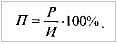 П = Р/И · 100%.